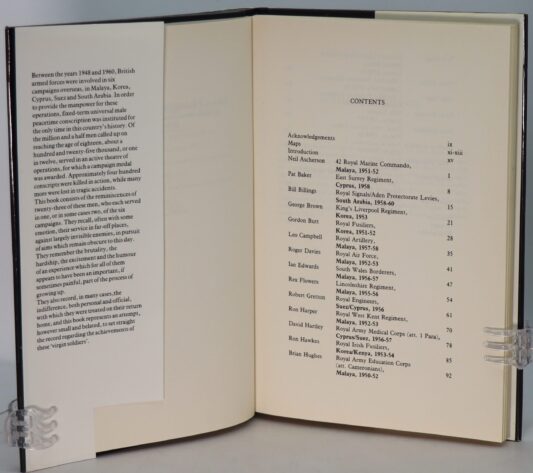 Between the years 1948 and 1960, British
armed forces were involved in six
campaigns overseas, in Malaya, Korea,
Cyprus, Suez and South Arabia. In order
to provide the manpower for these
operations, fixed-term universal male
peacetime conscription was instituted for
the only time in this country's history. Of
the million and a half men called up on
reaching the age of eighteen, about a
hundred and twenty-five thousand, or one
in twelve, served in an active theatre of
operations, for which a campaign medal
was awarded. Approximately four hundred
conscripts were killed in action, while many
more were lost in tragic accidents.
This book consists of the reminiscences of
twenty-three of these men, who each served
in one, or in some cases two, of the six
campaigns. They recall, often with some
emotion, their service in far-off places,
against largely invisible enemies, in pursuit
of aims which remain obscure to this day.
They remember the brutality, the
hardship, the excitement and the humour
of an experience which for all of them
appears to have been an important, if
sometimes painful, part of the process of
growing up.
They also record, in many cases, the
indifference, both personal and official,
with which they were treated on their return
home, and this book represents an attempt,
however small and belated, to set straight
the record regarding the achievements of
these 'virgin soldiers'.
CONTENTS
Acknowledgements ix
Maps xi-xiii
Introduction xv
Neil Ascherson 42 Royal Marine Commando,
Malaya, 1951-52 1
Pat Baker East Surrey Regiment,
Cyprus, 1958 8
Bill Billings Royal Signals/Aden Protectorate Levies,
South Arabia, 1958-60 15
George Brown King's Liverpool Regiment,
Korea, 1953 21
Gordon Butt Royal Fusiliers,
Korea, 1951-52 28
Leo Campbell Royal Artillery,
Malaya, 1957-58 35
Roger Davies Royal Air Force,
Malaya, 1952-53 41
Ian Edwards South Wales Borderers,
Malaya, 1956-57 47
Rex Flowers Lincolnshire Regiment,
Malaya, 1955-56 54
Robert Gretton Royal Engineers,
Suez/Cyprus, 1956 61
Ron Harper Royal West Kent Regiment,
Malaya, 1952-53 70
David Hartley Royal Army Medical Corps (att. 1 Para),
Cyprus/Suez, 1956-57 78
Ron Hawkes Royal Irish Fusiliers,
Korea/Kenya, 1953-54 85
Brian Hughes Royal Army Education Corps
(att. Cameronians),
Malaya, 1950-52 92